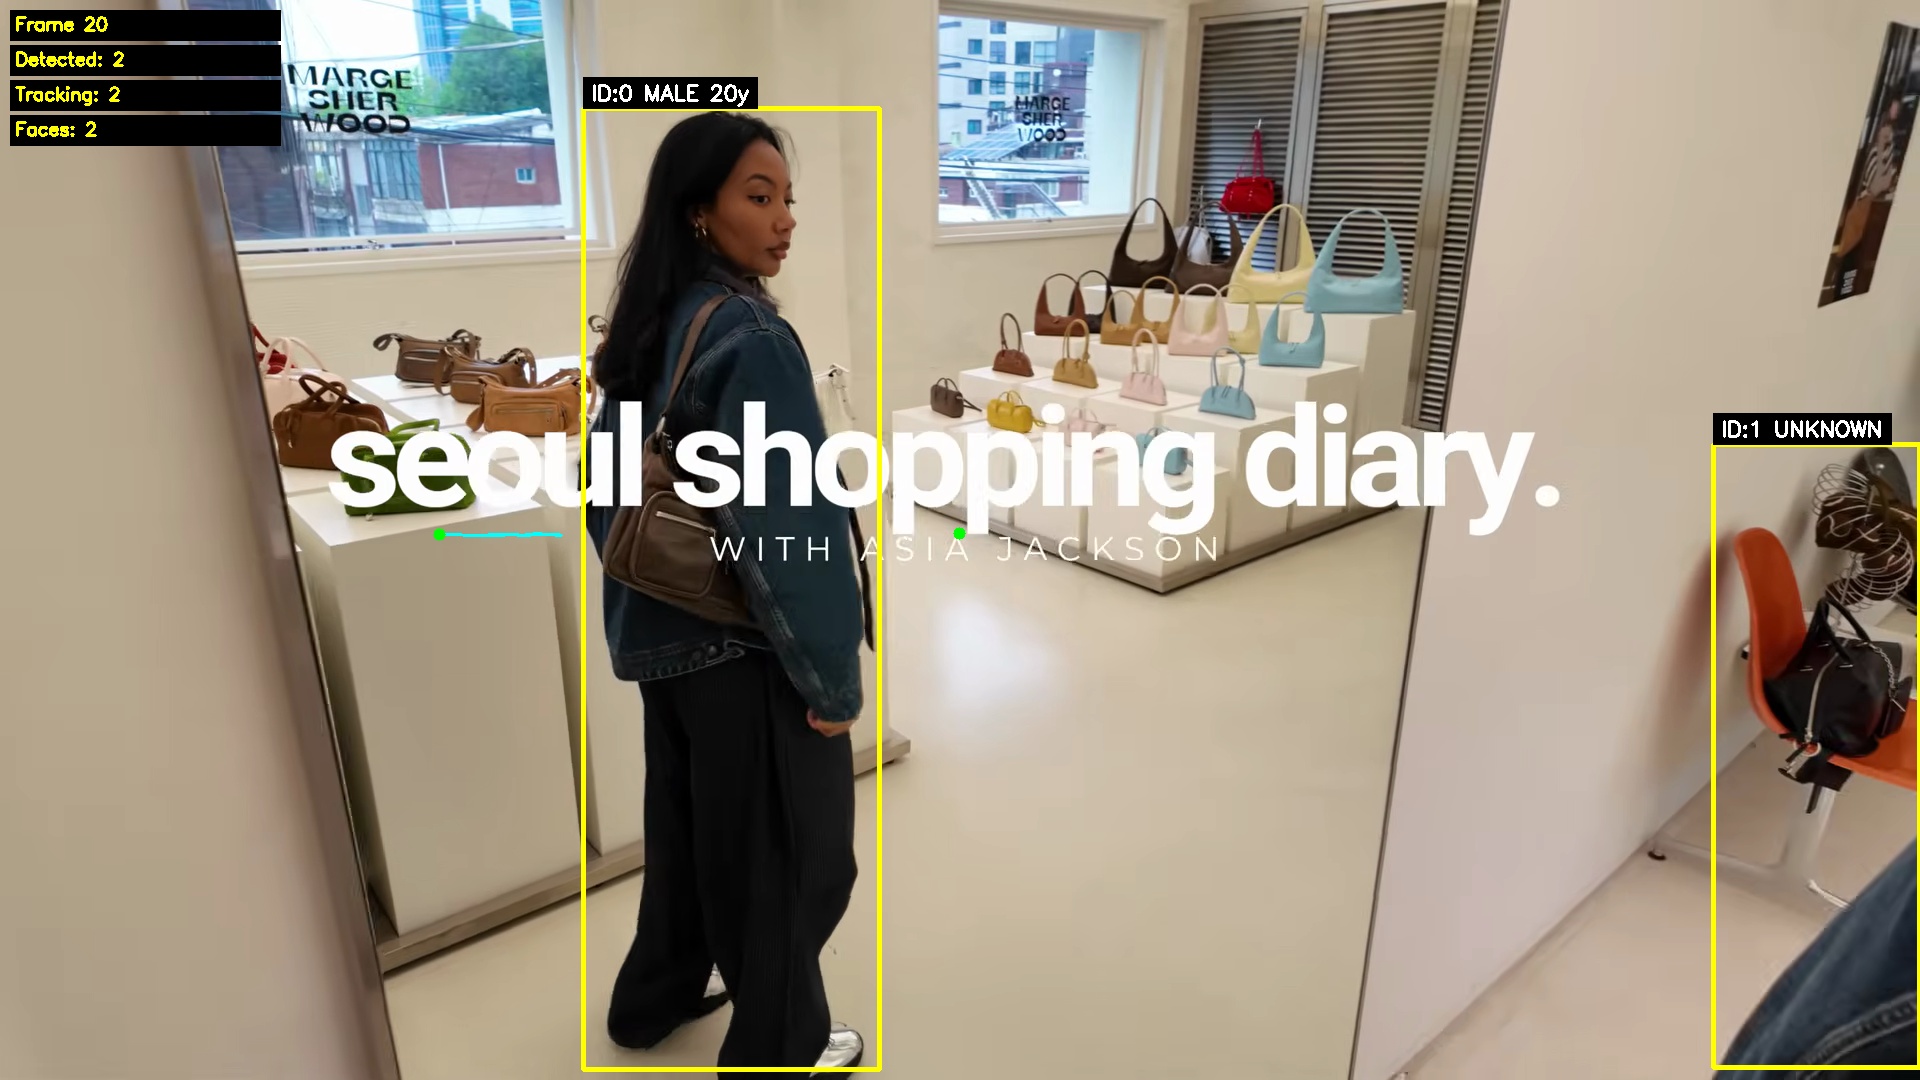 Frame 20
Detected: 2
Tracking: 2
Faces: 2
MARGE
SHER
WOOD
ID:0 MALE 20y
MARGE
SHER
WOOD
ID:1 UNKNOWN
seoul shopping diary.
WITH ASIA JACKSON